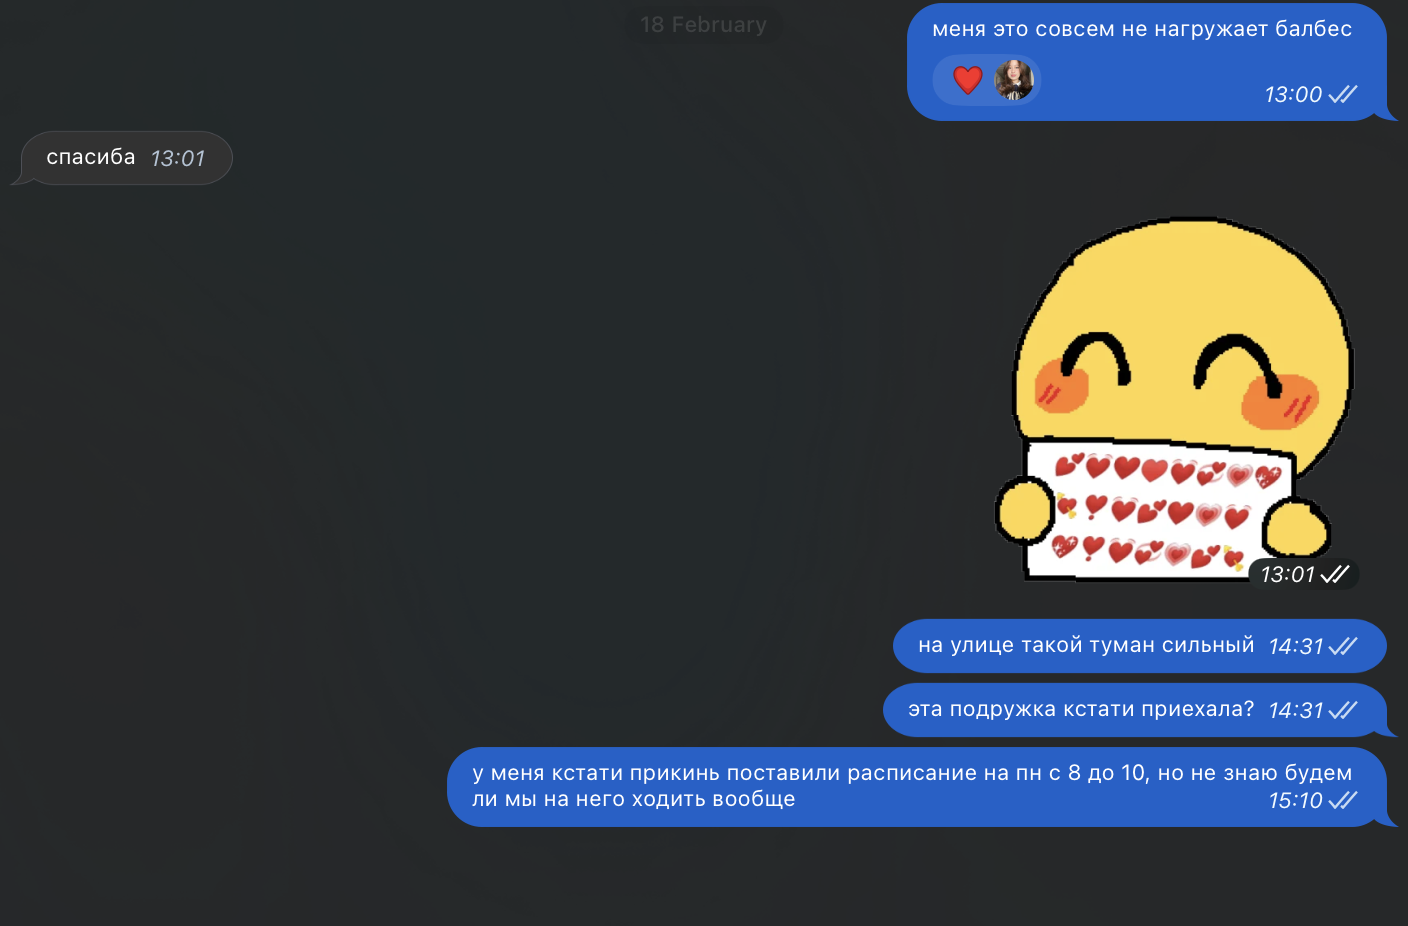 18 February
меня это совсем не нагружает балбес
13:00
спасиба 13:01
13:01
на улице такой туман сильный 14:31
эта подружка кстати приехала? 14:31
у меня кстати прикинь поставили расписание на пн с 8 до 10, но не знаю будем
ли мы на него ходить вообще 15:10